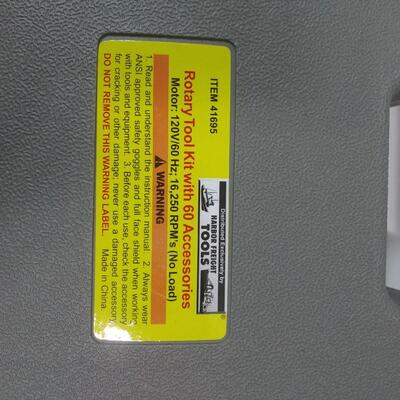 ITEM 41695
Distributed Exclusively by
HARBOR FREIGHT
TOOLS
®
Rotary Tool Kit with 60 Accessories
Motor: 120V/60 Hz; 16,250 RPM's (No Load)
WARNING
1. Read and understand the instruction manual 2. Always wear
ANSI approved safety goggles and full face shield when working
with tools and equipment 3. Before each use, check the accessory
for cracking or other damage; never use a damaged accessory.
DO NOT REMOVE THIS WARNING LABEL. Made in China.